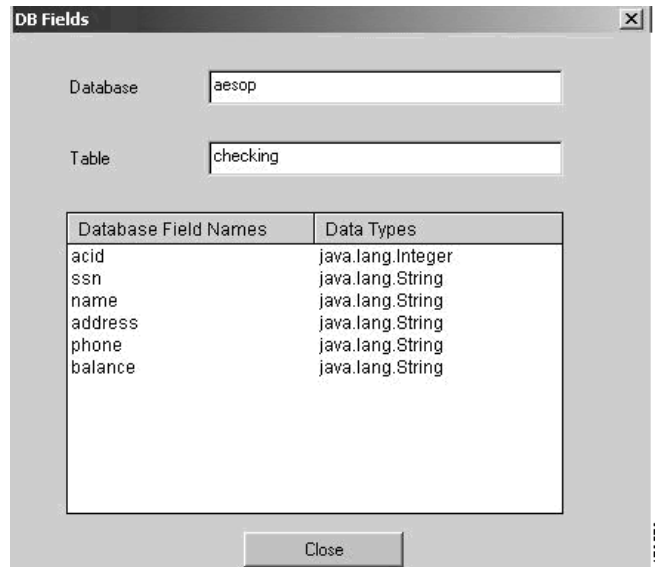 DB Fields
Database aesop
Table checking
Database Field Names Data Types
acid java.lang.Integer
ssn java.lang.String
name java.lang.String
address java.lang.String
phone java.lang.String
balance java.lang.String
Close